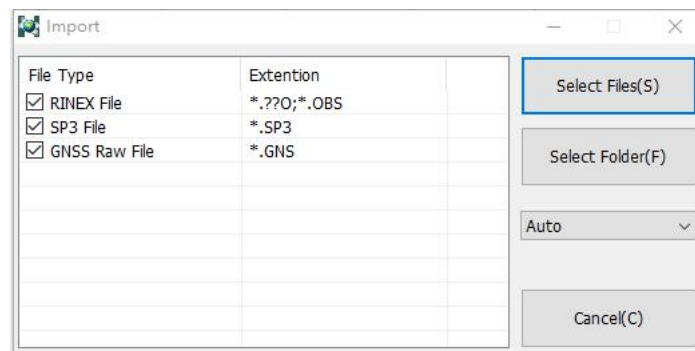 Import
File Type Extention
RINEX File *.??O;*.OBS
SP3 File *.SP3
GNSS Raw File *.GNS
Select Files(S)
Select Folder(F)
Auto
Cancel(C)